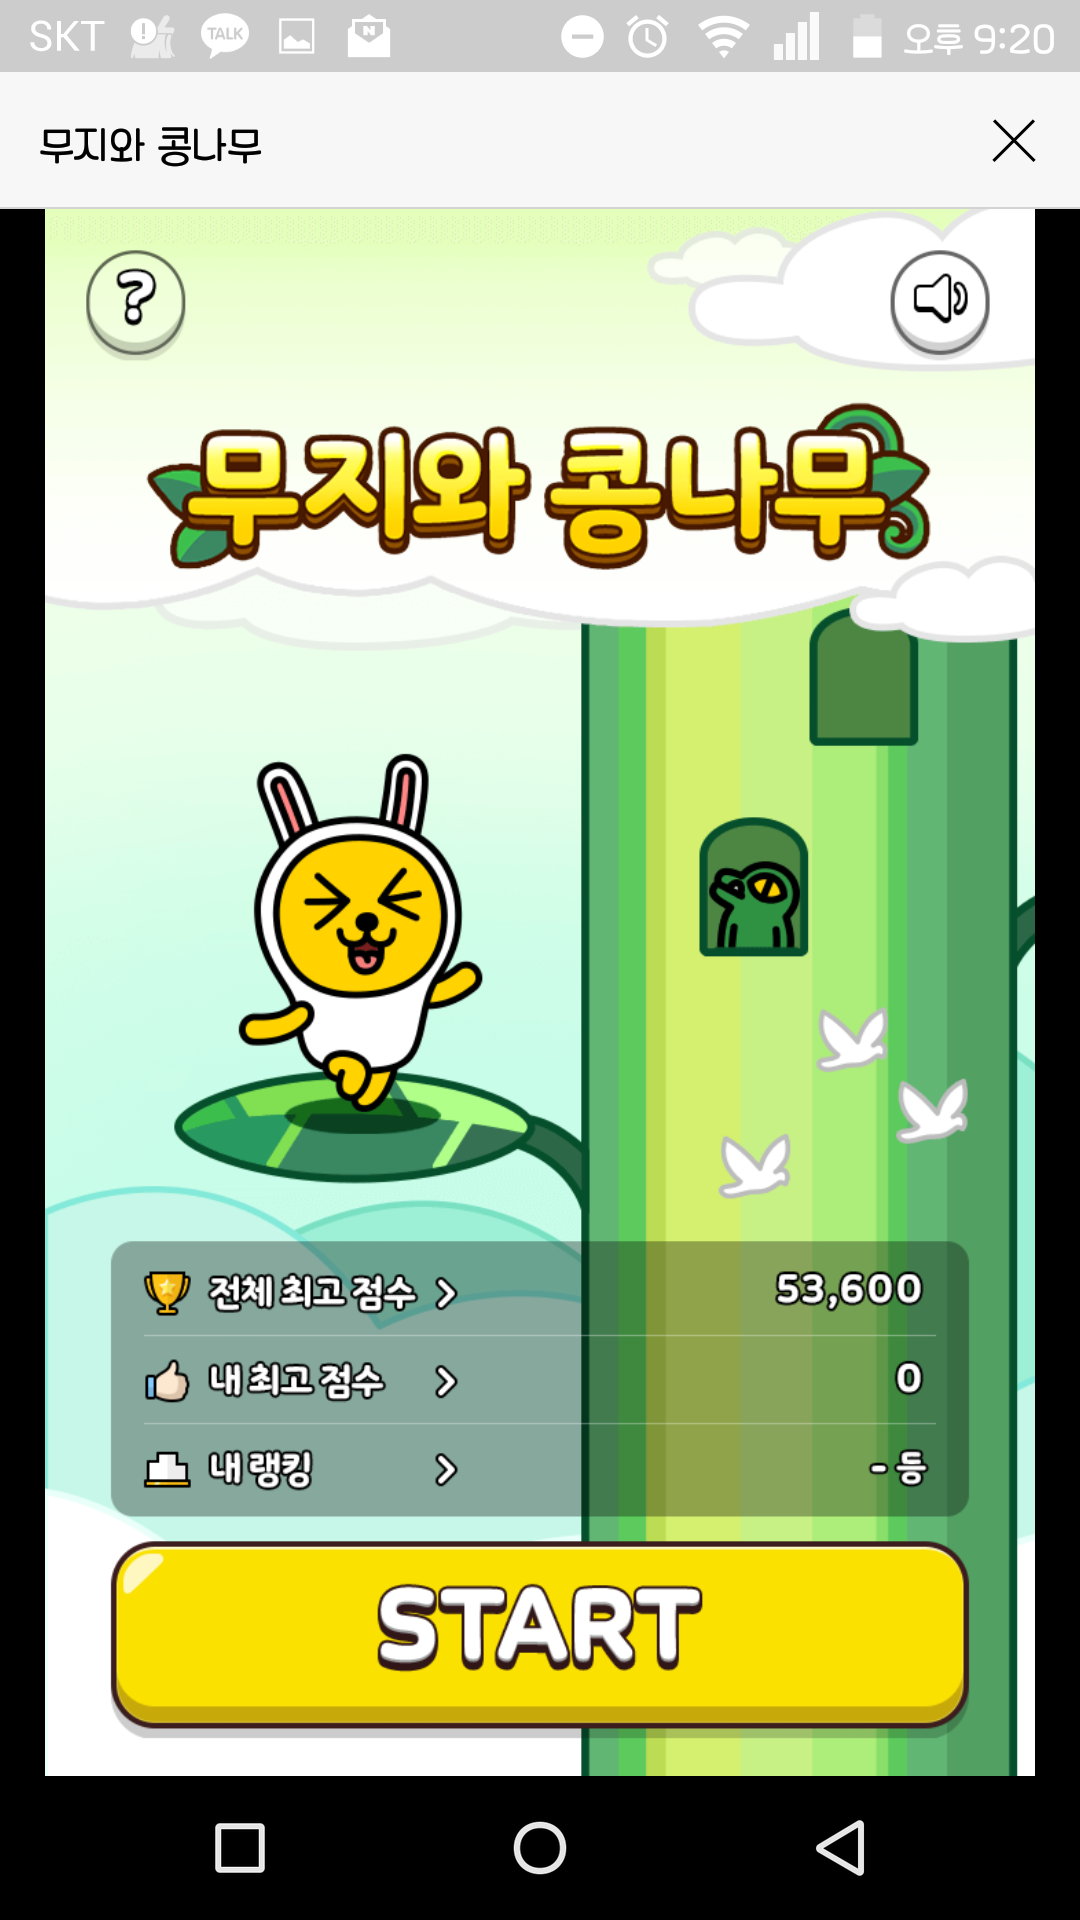 SKT TALK N 오후 9:20
무지와 콩나무
?
무지와 콩나무
전체 최고 점수 > 53,600
내 최고 점수 > 0
내 랭킹 > - 등
START